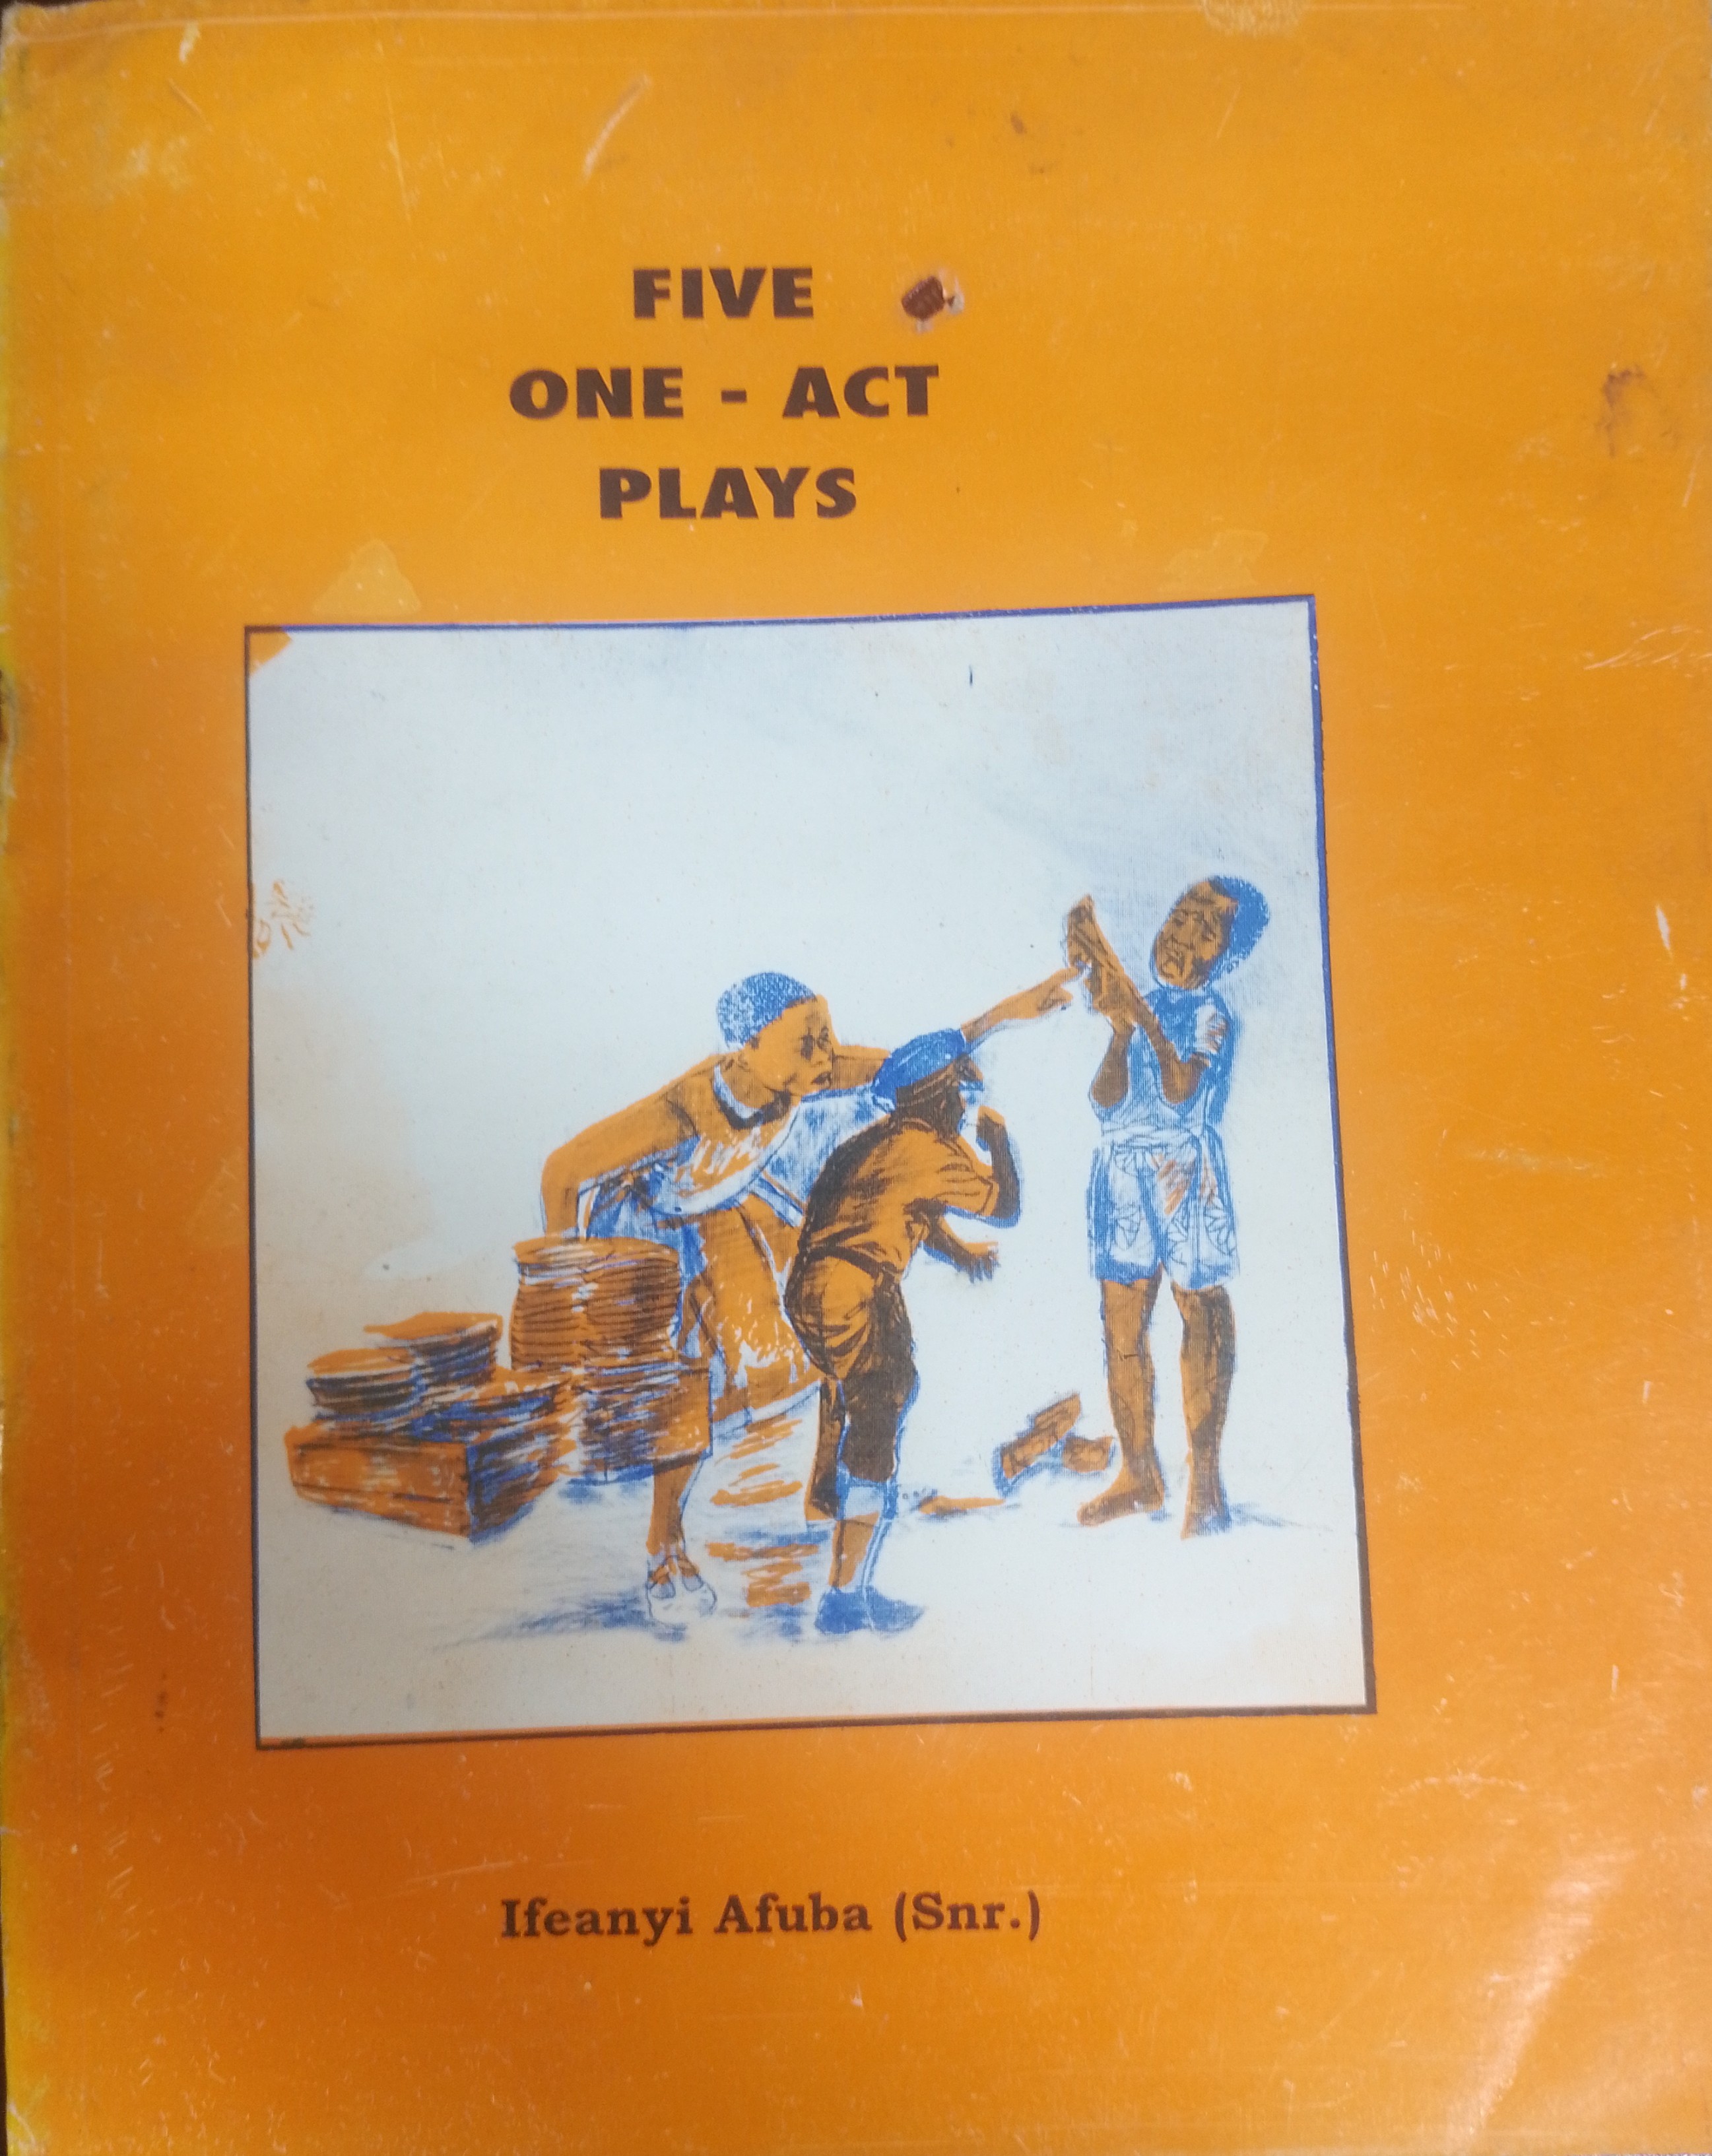 FIVE
ONE - ACT
PLAYS
Ifeanyi Afuba (Snr.)